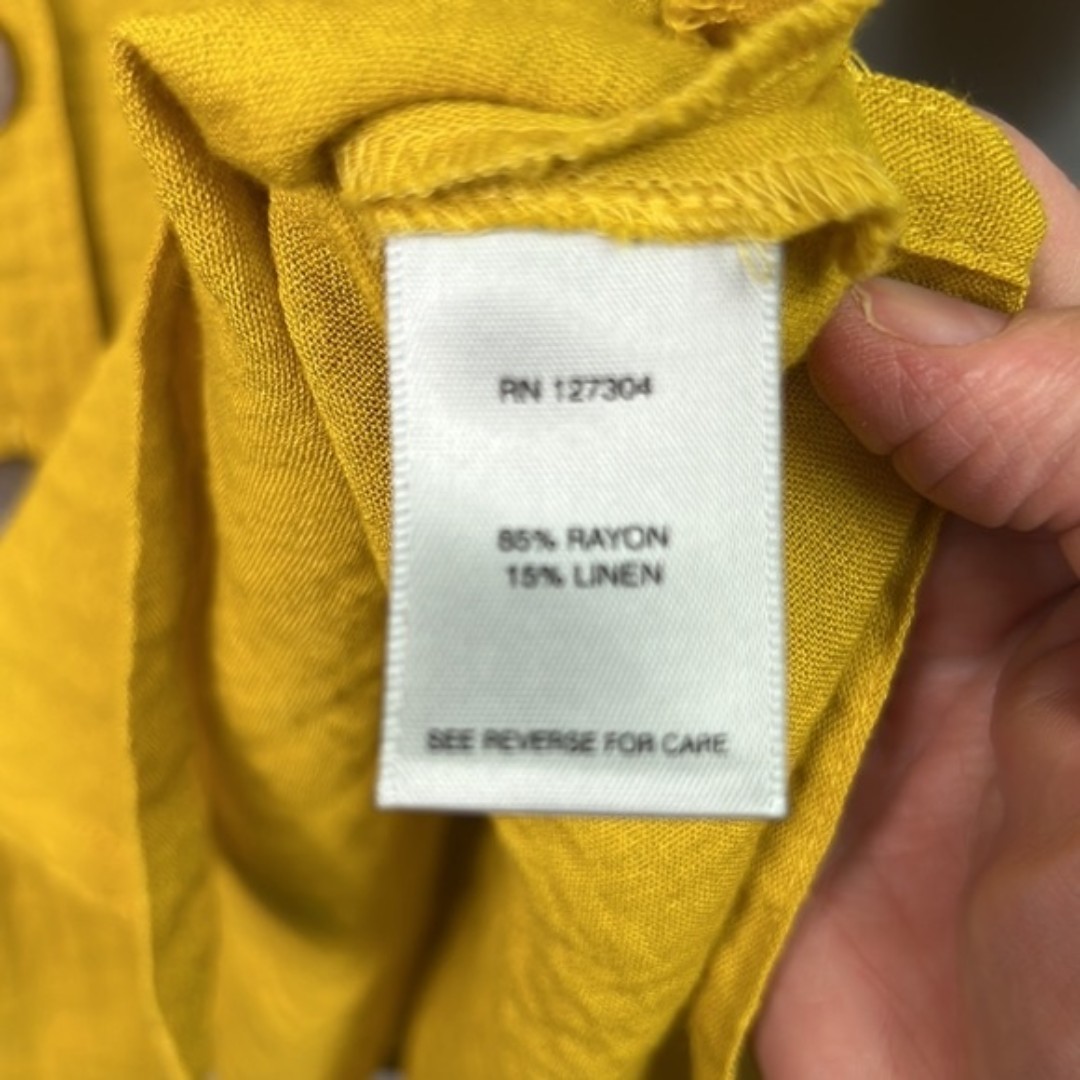 RN 127304
85% RAYON
15% LINEN
SEE REVERSE FOR CARE